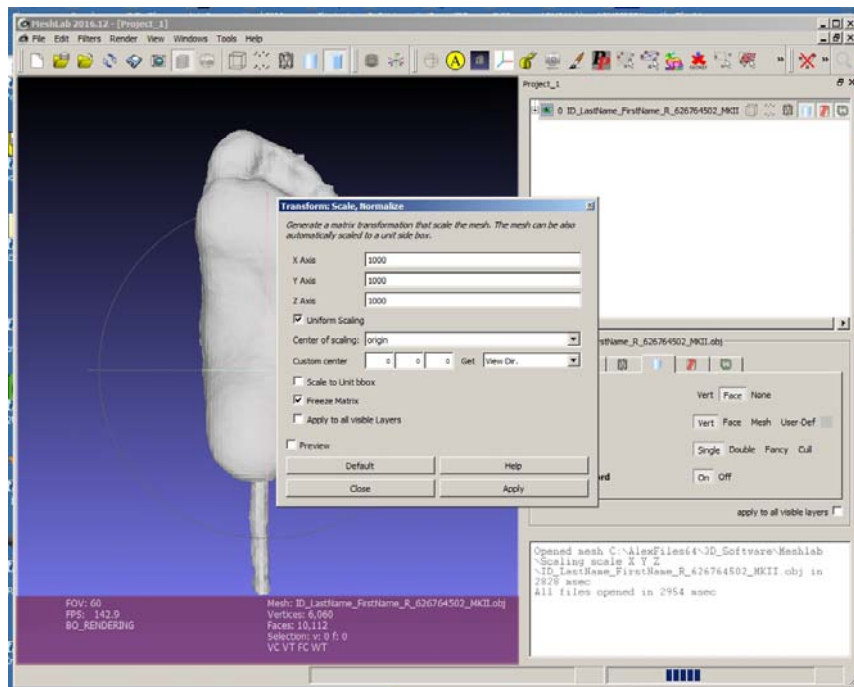 MeshLab 2016.12 - [Project_1]
File Edit Filters Render View Windows Tools Help
A
Project_1
0 ID_LastName_FirstName_R_626764502_MKII
Transform: Scale, Normalize
Generate a matrix transformation that scale the mesh. The mesh can be also
automatically scaled to a unit side box.
X Axis 1000
Y Axis 1000
Z Axis 1000
Uniform Scaling
Center of scaling: origin
Custom center 0 0 0 Get View Dir.
Scale to Unit bbox
Freeze Matrix
Apply to all visible Layers
Preview
Default Help
Close Apply
stName_R_626764502_MKII.obj
Vert Face None
Vert Face Mesh User-Def
Single Double Fancy Cull
rd On Off
apply to all visible layers
Opened mesh C:\AlexFiles64\3D_Software\Meshlab
\Scaling scale X Y Z
\ID_LastName_FirstName_R_626764502_MKII.obj in
2828 msec
All files opened in 2954 msec
FOV: 60
FPS: 142.9
BO_RENDERING
Mesh: ID_LastName_FirstName_R_626764502_MKII.obj
Vertices: 6,060
Faces: 10,112
Selection: v: 0 f: 0
VC VT FC WT